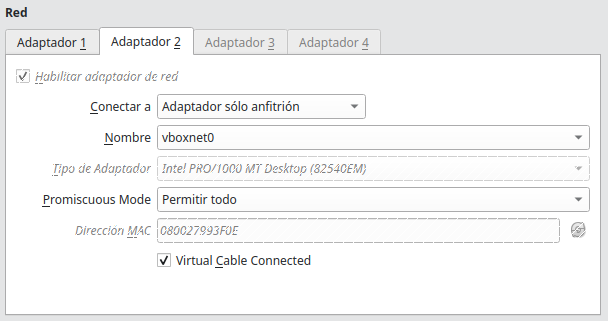 Red
Adaptador 1 Adaptador 2 Adaptador 3 Adaptador 4
Habilitar adaptador de red
Conectar a Adaptador sólo anfitrión
Nombre vboxnet0
Tipo de Adaptador Intel PRO/1000 MT Desktop (82540EM)
Promiscuous Mode Permitir todo
Dirección MAC 080027993F0E
Virtual Cable Connected